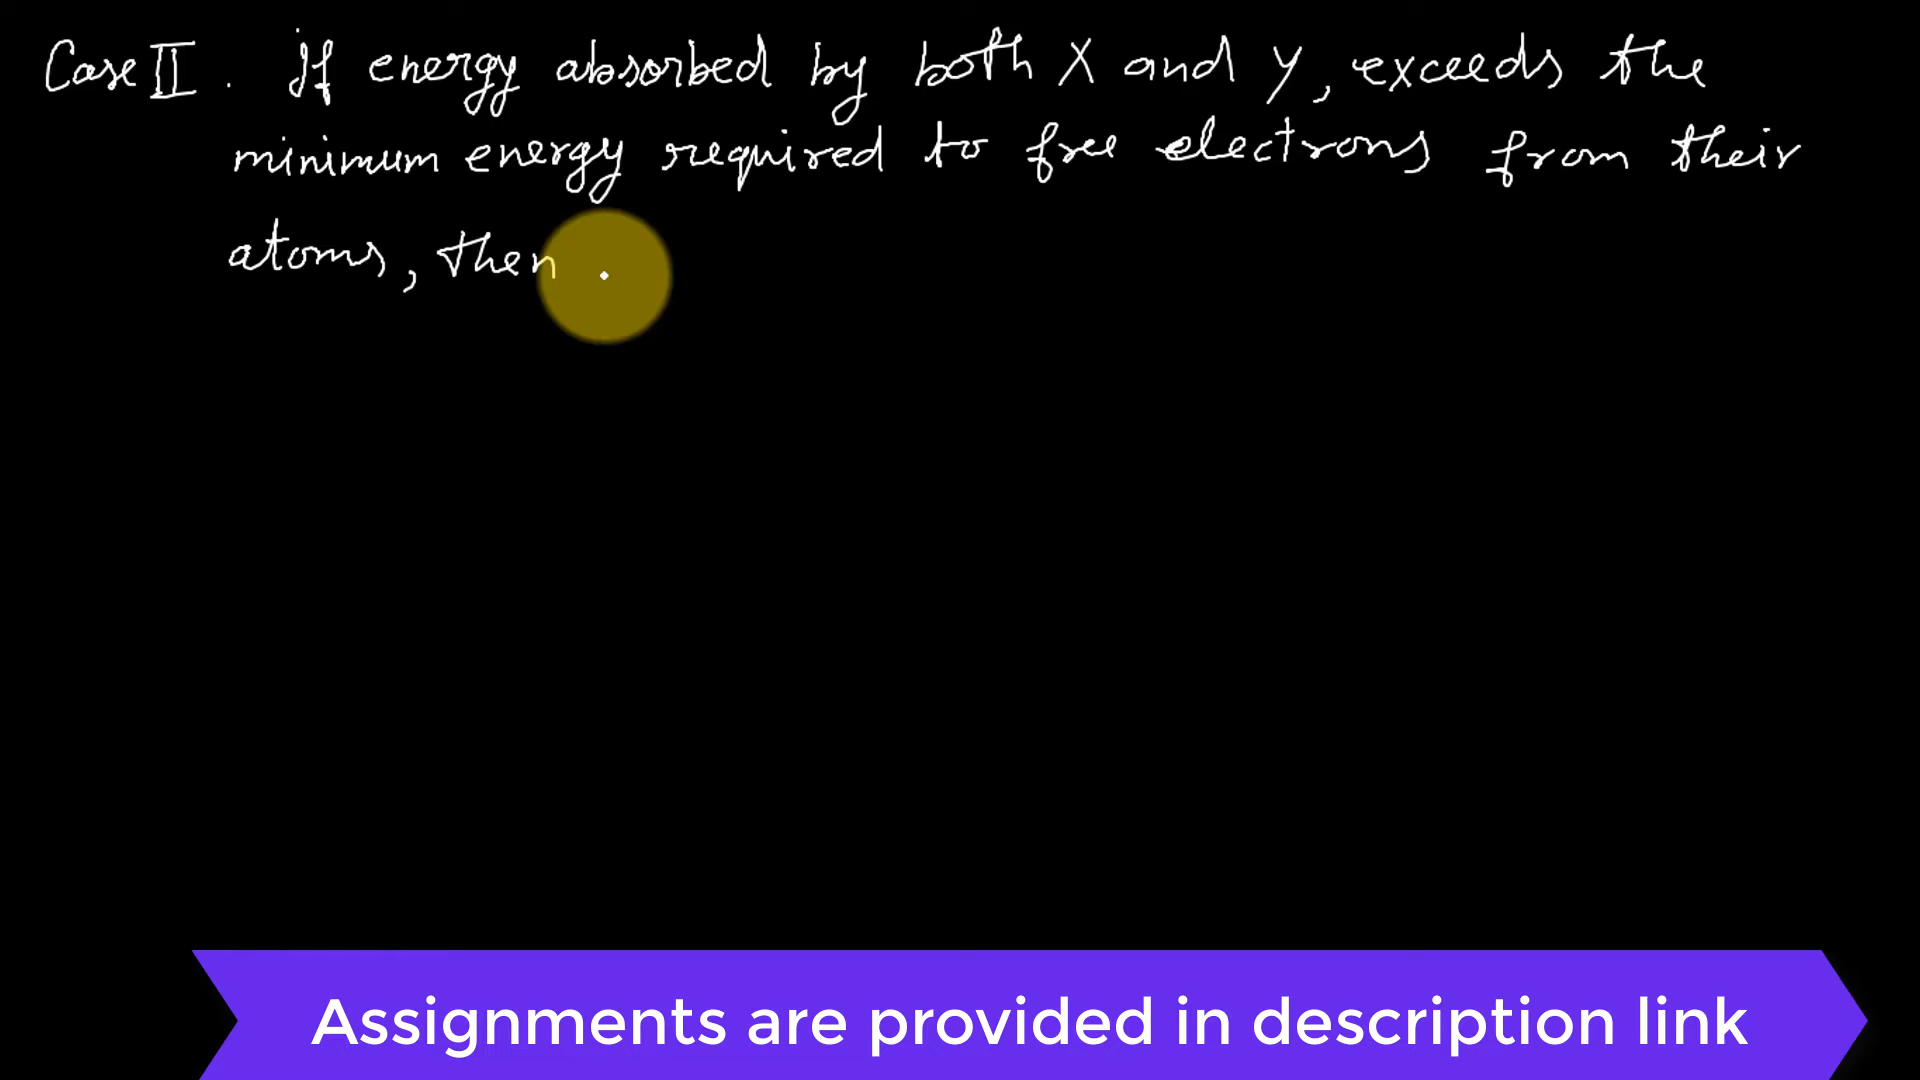 Case II. If energy absorbed by both X and Y, exceeds the
minimum energy required to free electrons from their
atoms, then
Assignments are provided in description link